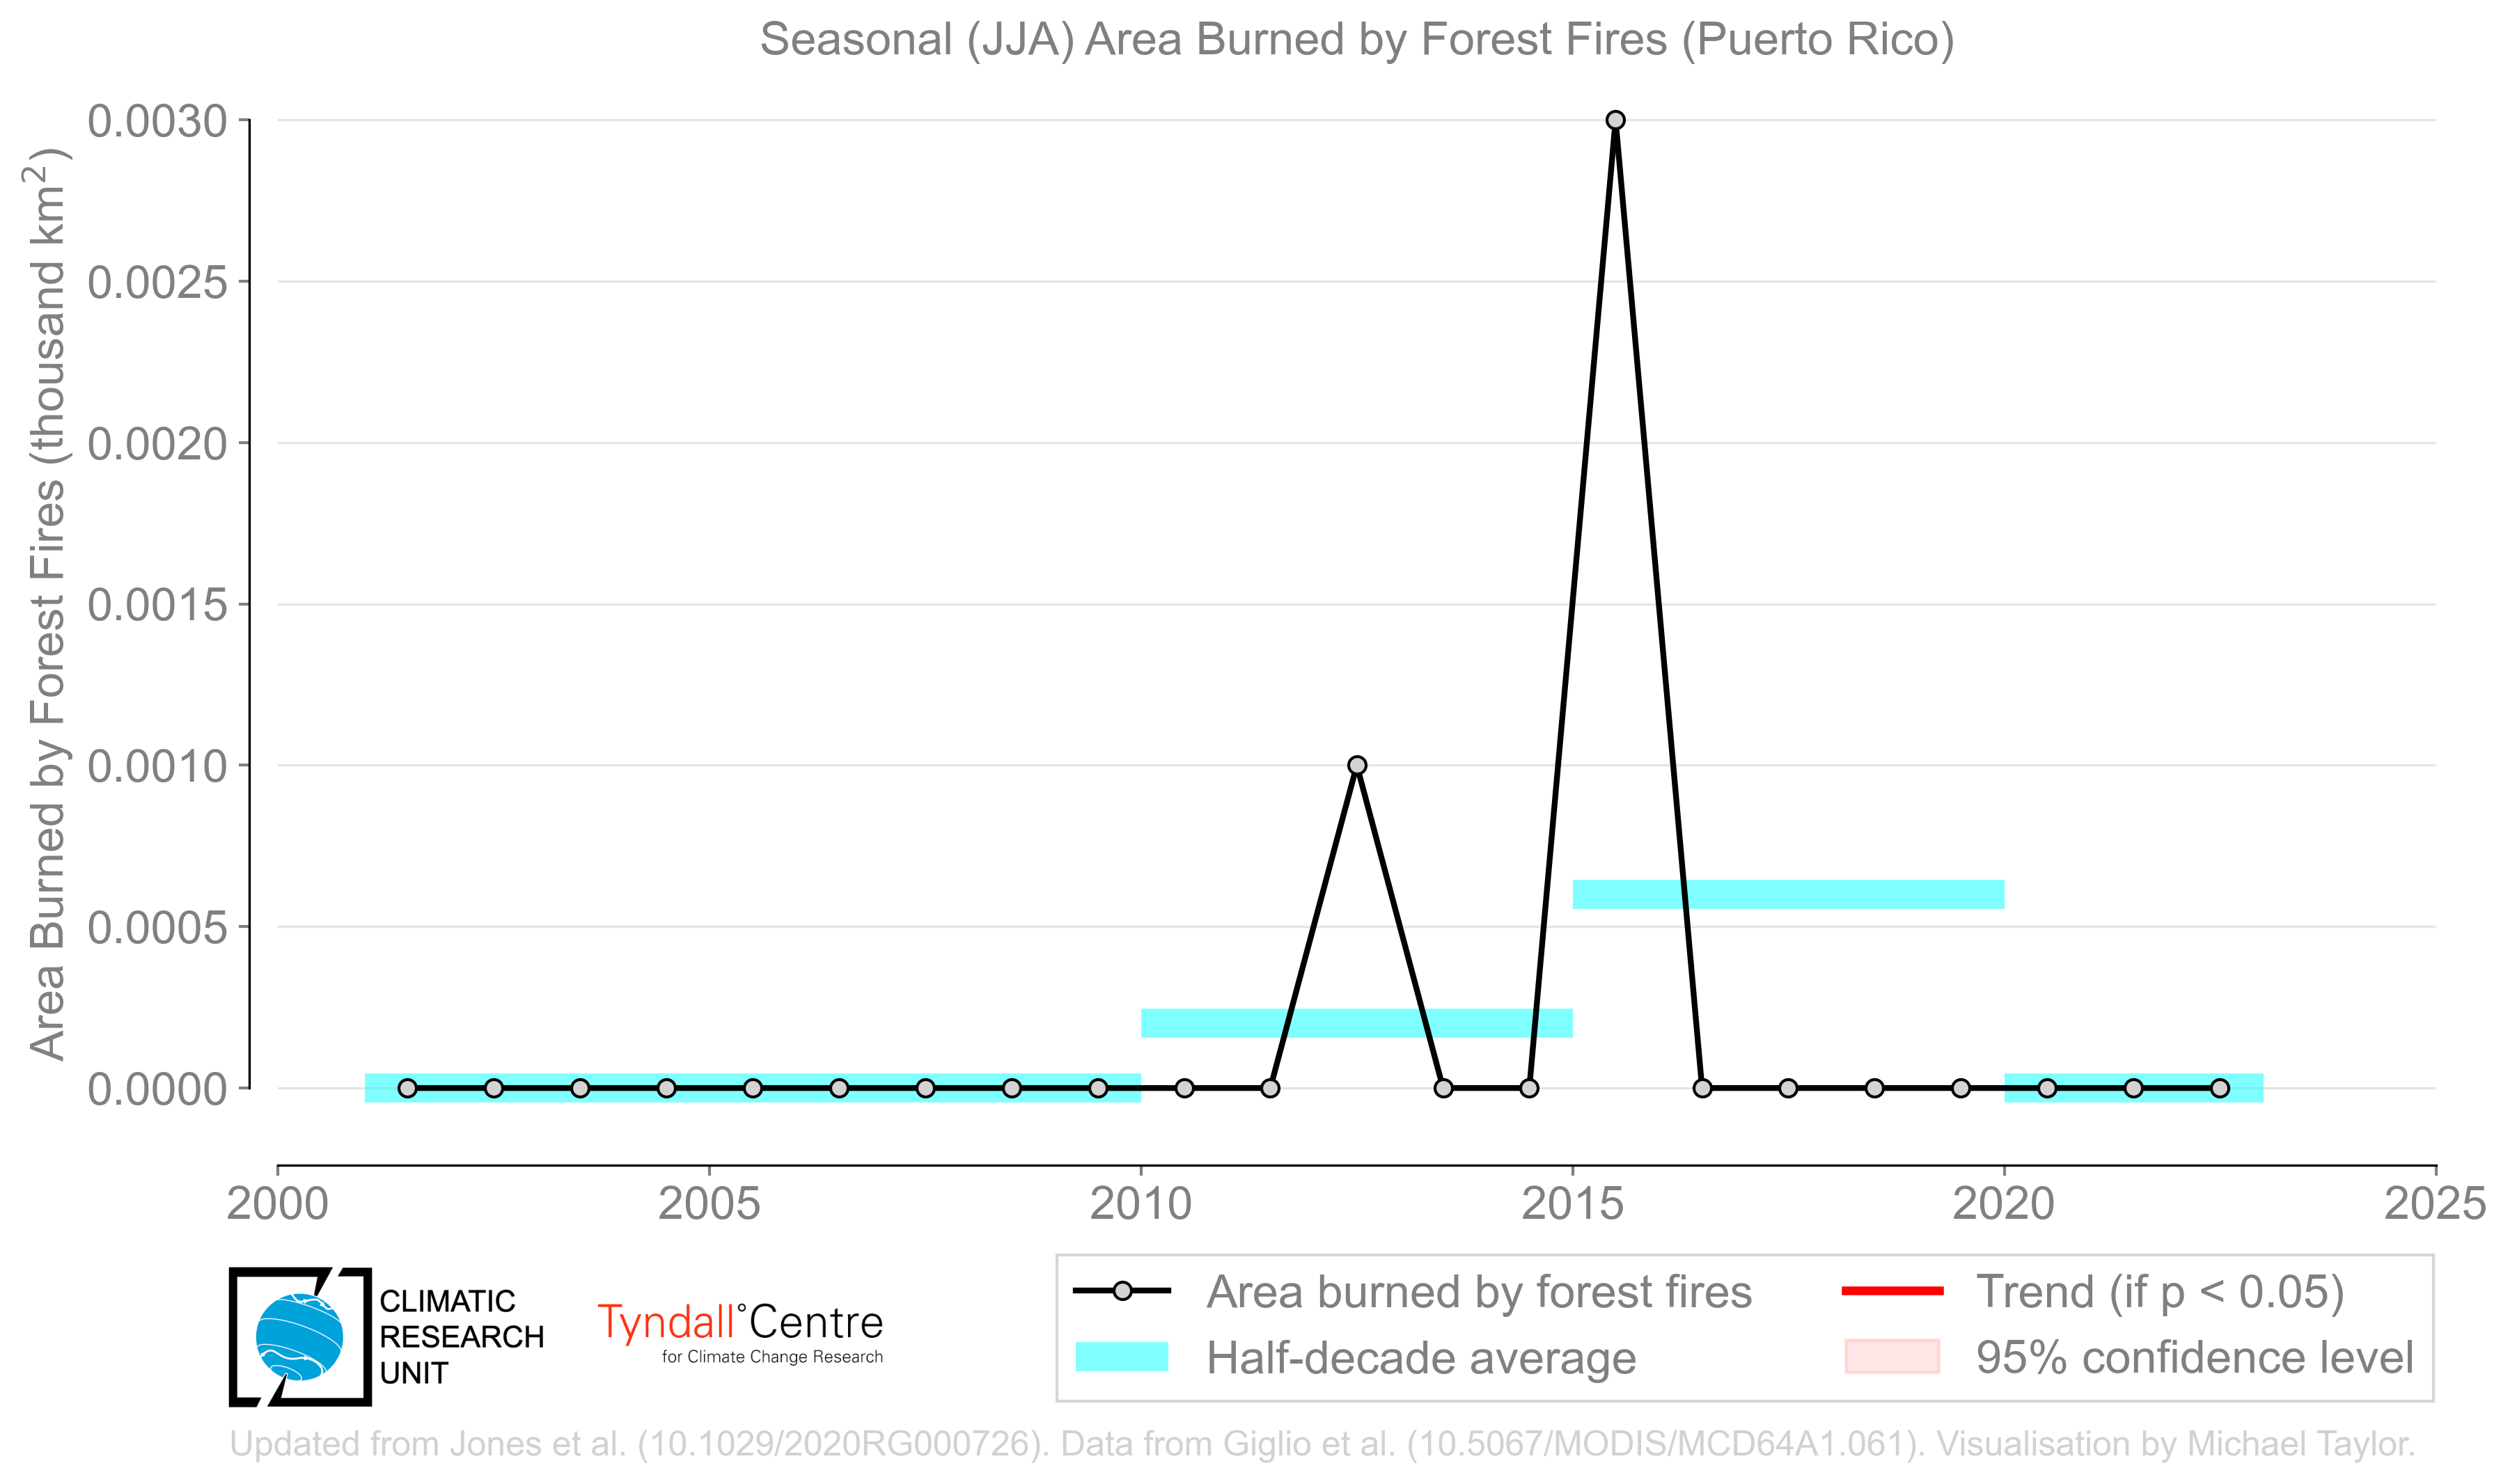 Seasonal (JJA) Area Burned by Forest Fires (Puerto Rico)
Area Burned by Forest Fires (thousand km²)
0.0030
0.0025
0.0020
0.0015
0.0010
0.0005
0.0000
2000 2005 2010 2015 2020 2025
CLIMATIC
RESEARCH
UNIT
Tyndall°Centre
for Climate Change Research
Area burned by forest fires
Half-decade average
Trend (if p < 0.05)
95% confidence level
Updated from Jones et al. (10.1029/2020RG000726). Data from Giglio et al. (10.5067/MODIS/MCD64A1.061). Visualisation by Michael Taylor.